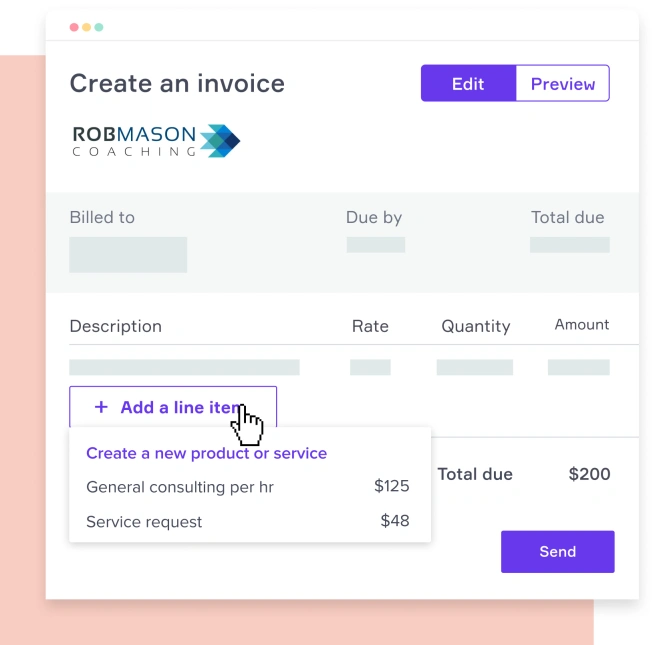 Create an invoice
Edit
Preview
ROBMASON
COACHING
Billed to
Due by
Total due
Description
Rate
Quantity
Amount
+ Add a line item
Create a new product or service
General consulting per hr
$125
Service request
$48
Total due
$200
Send